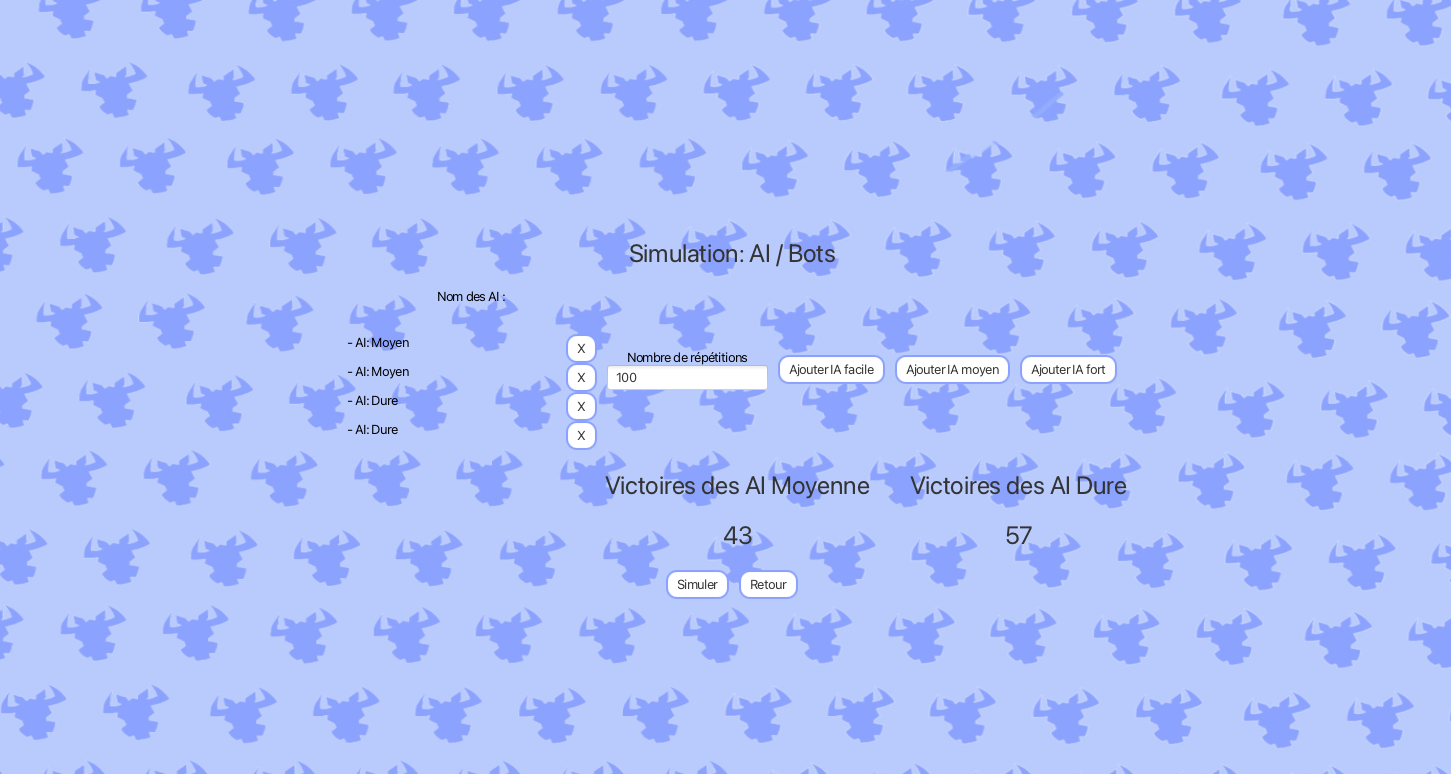 Simulation: AI / Bots
Nom des AI :
- AI: Moyen
X
- AI: Moyen
X
- AI: Dure
X
- AI: Dure
X
Nombre de répétitions
100
Ajouter IA facile
Ajouter IA moyen
Ajouter IA fort
Victoires des AI Moyenne
Victoires des AI Dure
43
57
Simuler
Retour